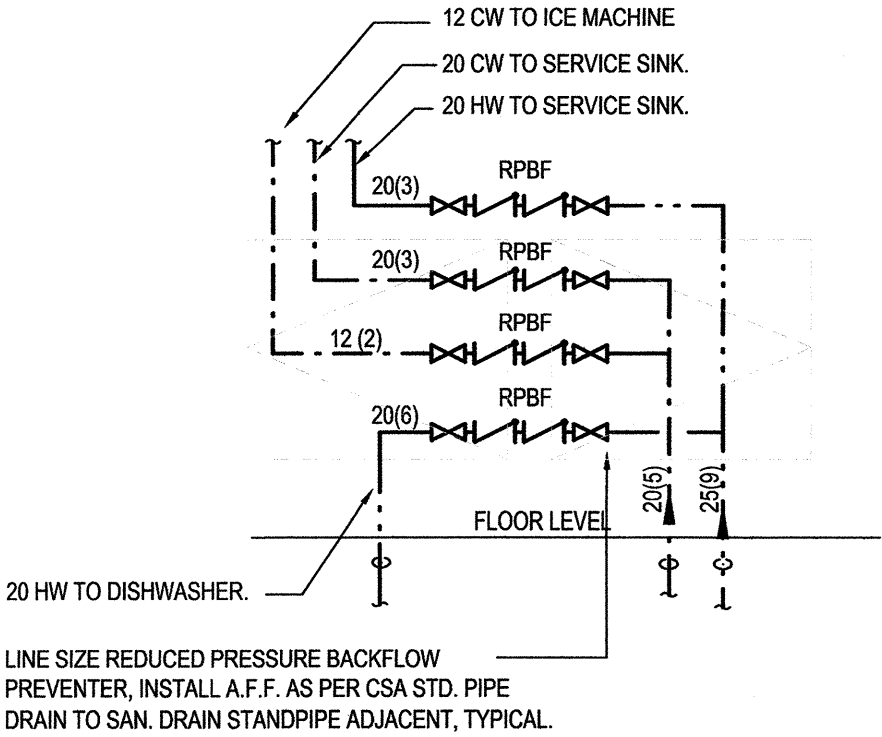 12 CW TO ICE MACHINE
20 CW TO SERVICE SINK.
20 HW TO SERVICE SINK.
RPBF
20(3)
RPBF
20(3)
RPBF
12 (2)
RPBF
20(6)
20(5)
25(9)
FLOOR LEVEL
20 HW TO DISHWASHER.
LINE SIZE REDUCED PRESSURE BACKFLOW
PREVENTER, INSTALL A.F.F. AS PER CSA STD. PIPE
DRAIN TO SAN. DRAIN STANDPIPE ADJACENT, TYPICAL.